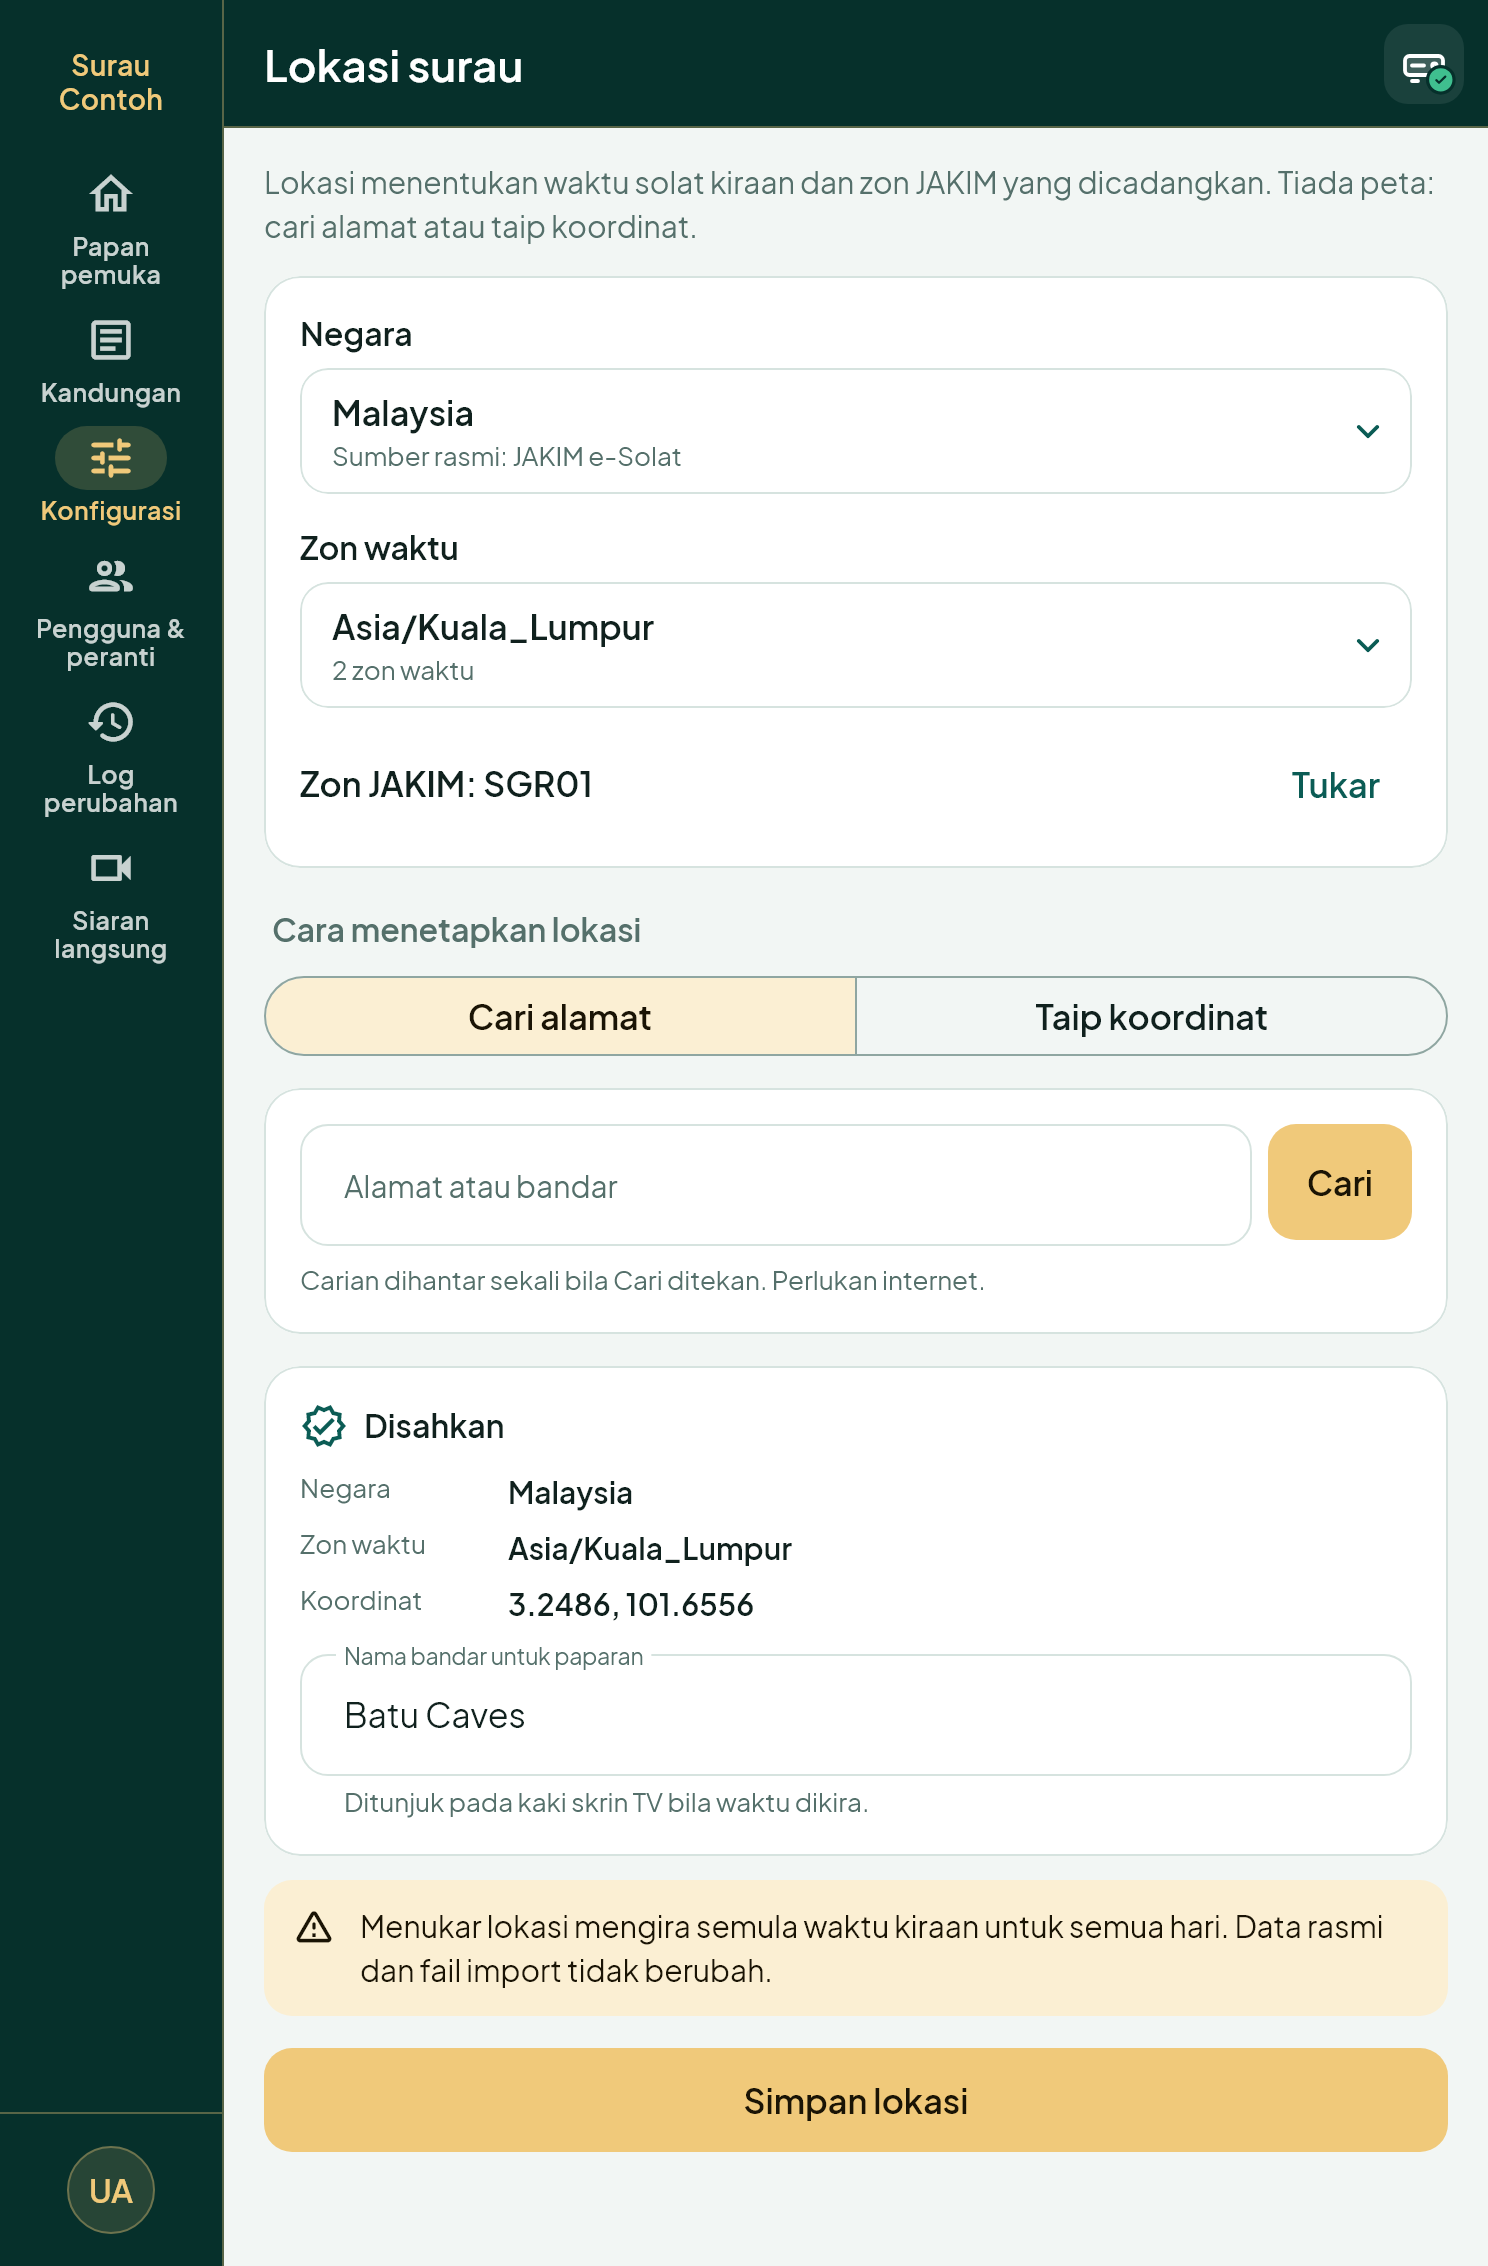 Surau
Contoh
Papan
pemuka
Kandungan
Konfigurasi
Pengguna &
peranti
Log
perubahan
Siaran
langsung
UA
Lokasi surau
Lokasi menentukan waktu solat kiraan dan zon JAKIM yang dicadangkan. Tiada peta:
cari alamat atau taip koordinat.
Negara
Malaysia
Sumber rasmi: JAKIM e-Solat
Zon waktu
Asia/Kuala_Lumpur
2 zon waktu
Zon JAKIM: SGR01
Tukar
Cara menetapkan lokasi
Cari alamat
Taip koordinat
Alamat atau bandar
Cari
Carian dihantar sekali bila Cari ditekan. Perlukan internet.
Disahkan
Negara Malaysia
Zon waktu Asia/Kuala_Lumpur
Koordinat 3.2486, 101.6556
Nama bandar untuk paparan
Batu Caves
Ditunjuk pada kaki skrin TV bila waktu dikira.
Menukar lokasi mengira semula waktu kiraan untuk semua hari. Data rasmi
dan fail import tidak berubah.
Simpan lokasi